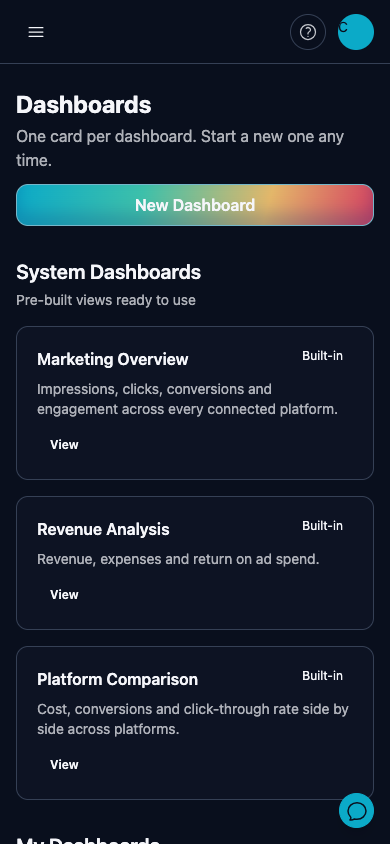 C
Dashboards
One card per dashboard. Start a new one any
time.
New Dashboard
System Dashboards
Pre-built views ready to use
Marketing Overview
Built-in
Impressions, clicks, conversions and
engagement across every connected platform.
View
Revenue Analysis
Built-in
Revenue, expenses and return on ad spend.
View
Platform Comparison
Built-in
Cost, conversions and click-through rate side by
side across platforms.
View
My Dashboards